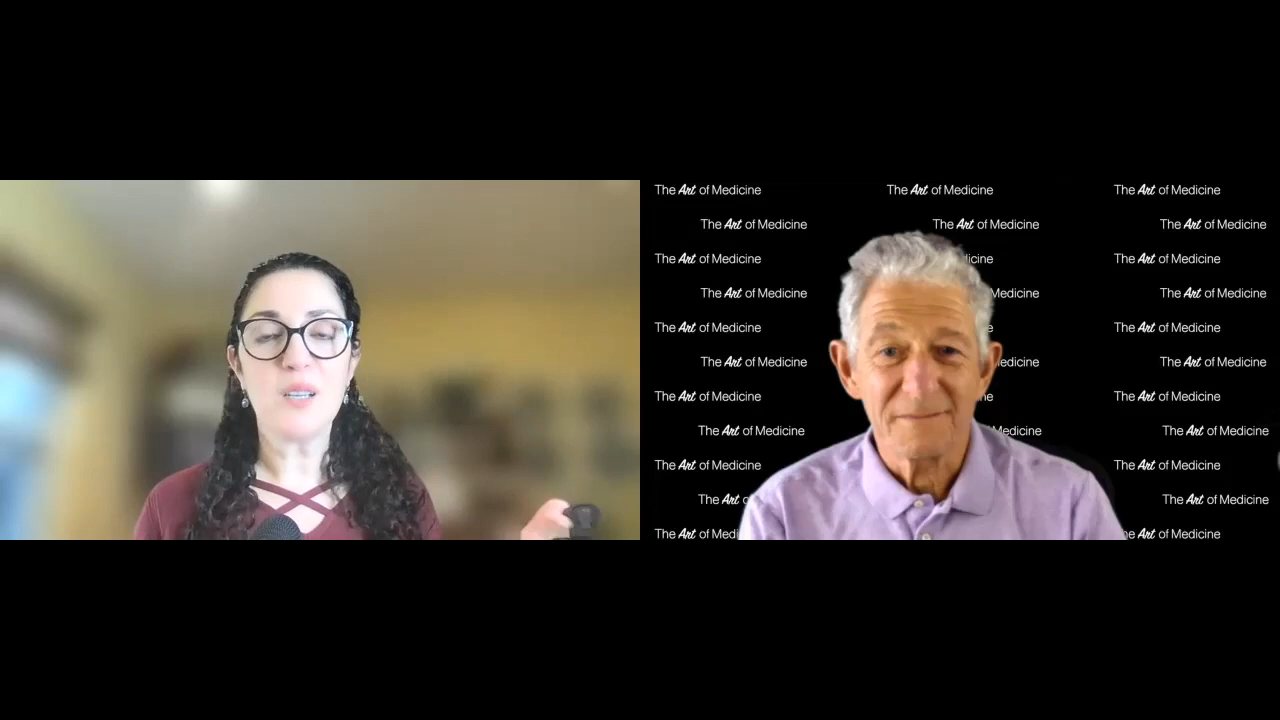 The Art of Medicine The Art of Medicine The Art of Medicine
The Art of Medicine The Art of Medicine The Art of Medicine
The Art of Medicine The Art of Medicine
The Art of Medicine Medicine The Art of Medicine
The Art of Medicine The Art of Medicine
The Art of Medicine The Art of Medicine
The Art of Medicine The Art of Medicine
The Art of Medicine Medicine The Art of Medicine
The Art of Medicine The Art of Medicine
The Art The Art of Medicine
The Art of Art of Medicine